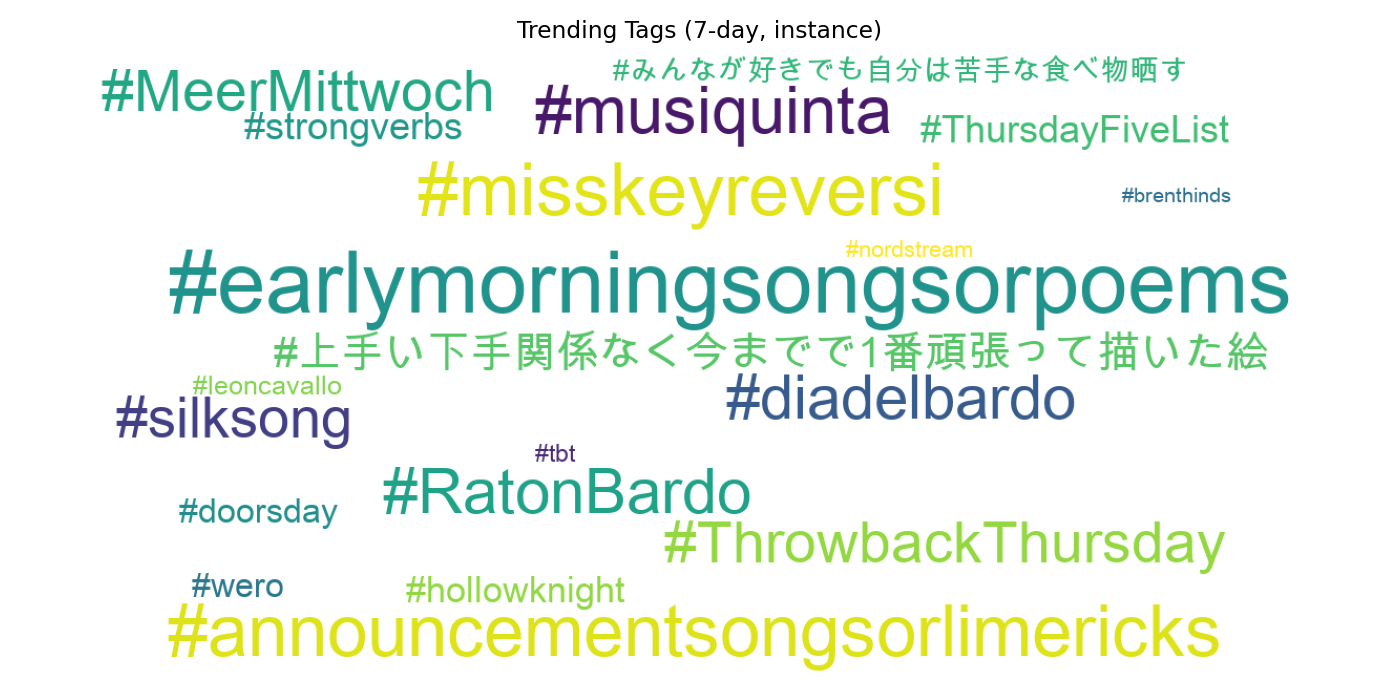 Trending Tags (7-day, instance)
#みんなが好きでも自分は苦手な食べ物晒す
#MeerMittwoch
#musiquinta
#strongverbs
#ThursdayFiveList
#misskeyreversi
#brenthinds
#nordstream
#earlymorningsongsorpoems
#上手い下手関係なく今までで1番頑張って描いた絵
#leoncavallo
#diadelbardo
#silksong
#tbt
#RatonBardo
#doorsday
#ThrowbackThursday
#wero
#hollowknight
#announcementsongsorlimericks